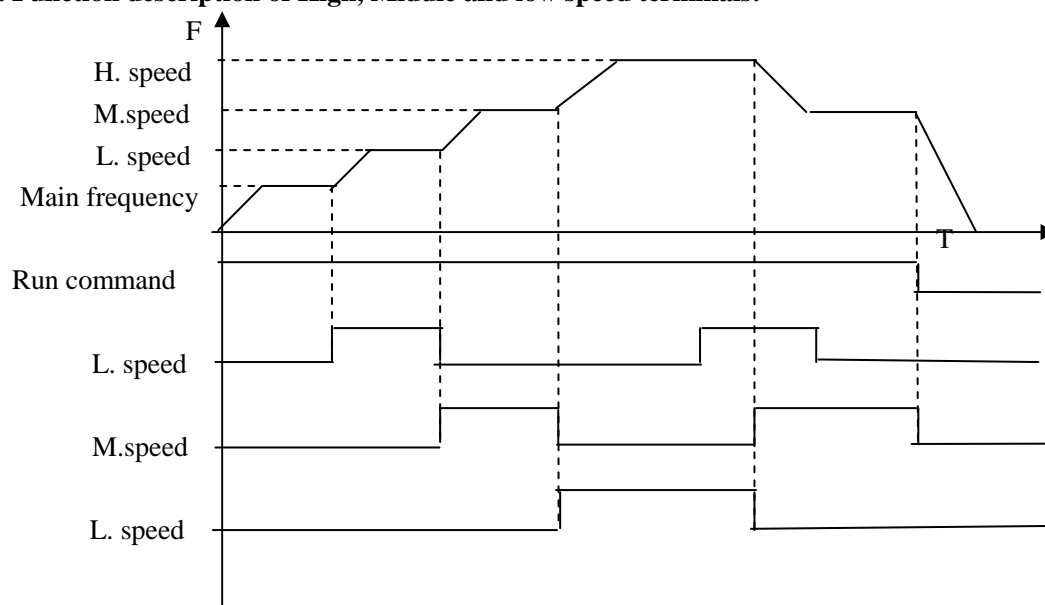 Function description of High, Middle and low speed terminals.
F
H. speed
M.speed
L. speed
Main frequency
T
Run command
L. speed
M.speed
L. speed